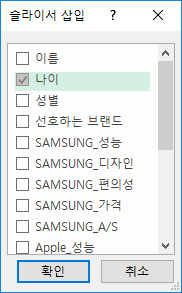 슬라이서 삽입 ? ×
이름
나이
성별
선호하는 브랜드
SAMSUNG_성능
SAMSUNG_디자인
SAMSUNG_편의성
SAMSUNG_가격
SAMSUNG_A/S
Apple_성능
확인 취소